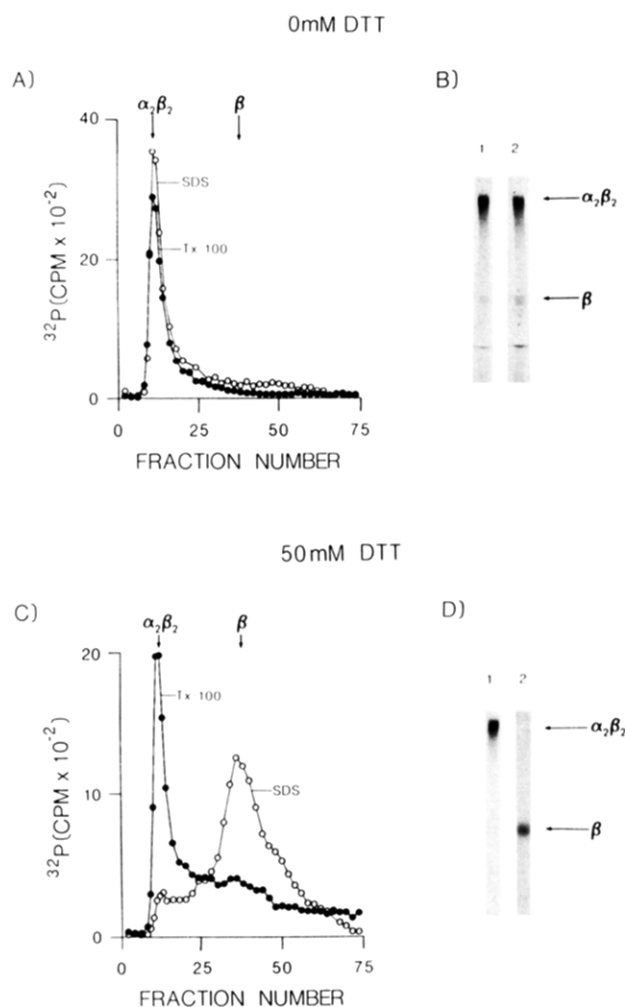 0mM DTT
A)
α₂β₂
β
40
20
0
³²P(CPM x 10⁻²)
SDS
Tx 100
0
25
50
75
FRACTION NUMBER
B)
1
2
α₂β₂
β
50mM DTT
C)
α₂β₂
β
20
10
0
³²P(CPM x 10⁻²)
Tx 100
SDS
0
25
50
75
FRACTION NUMBER
D)
1
2
α₂β₂
β